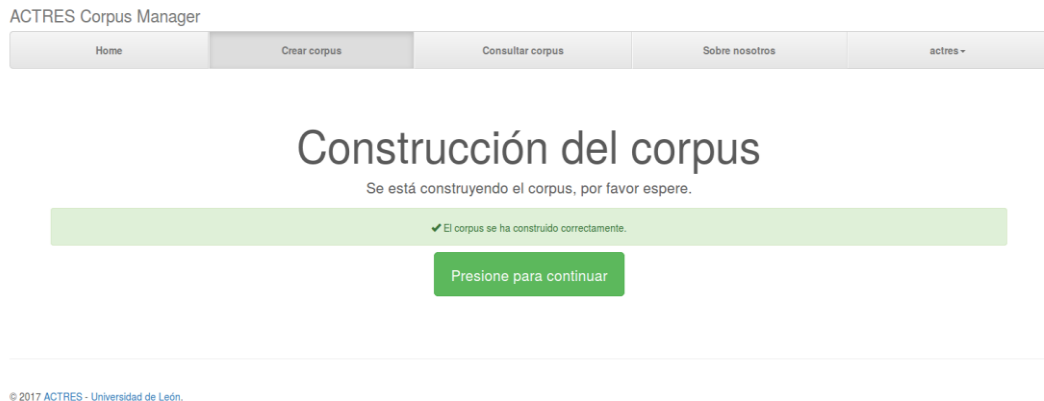 ACTRES Corpus Manager
Home Crear corpus Consultar corpus Sobre nosotros actres
Construcción del corpus
Se está construyendo el corpus, por favor espere.
El corpus se ha construido correctamente.
Presione para continuar
© 2017 ACTRES - Universidad de León.